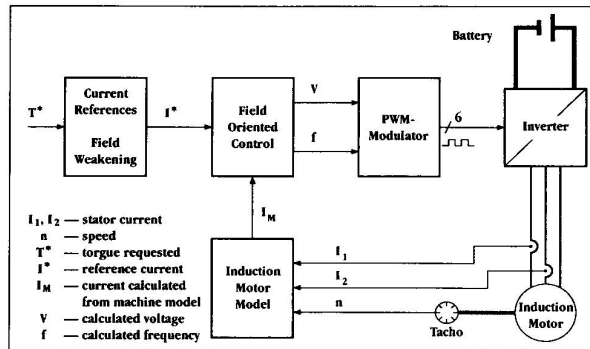 Battery
T*
Current
References
Field
Weakening
I*
Field
Oriented
Control
V
f
PWM-
Modulator
6
Inverter
I₁, I₂ — stator current
n — speed
T* — torgue requested
I* — reference current
I_M — current calculated
from machine model
V — calculated voltage
f — calculated frequency
I_M
Induction
Motor
Model
I₁
I₂
n
Tacho
Induction
Motor